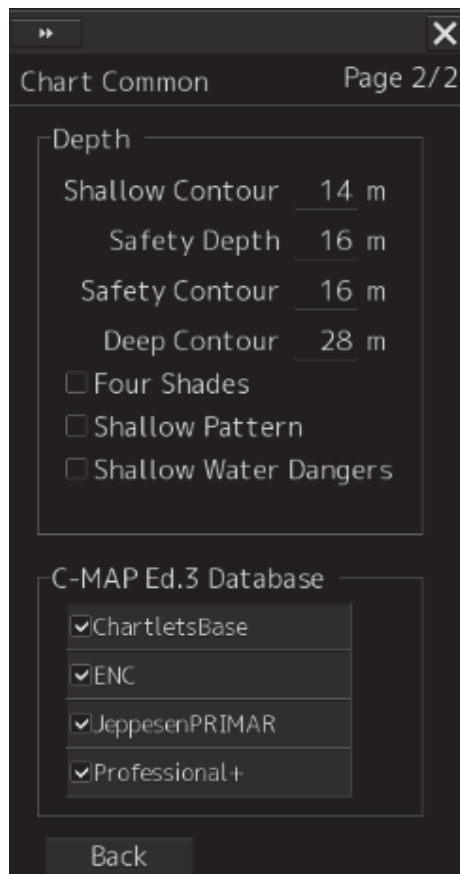 Chart Common Page 2/2
Depth
Shallow Contour 14 m
Safety Depth 16 m
Safety Contour 16 m
Deep Contour 28 m
Four Shades
Shallow Pattern
Shallow Water Dangers
C-MAP Ed.3 Database
ChartletsBase
ENC
JeppesenPRIMAR
Professional+
Back